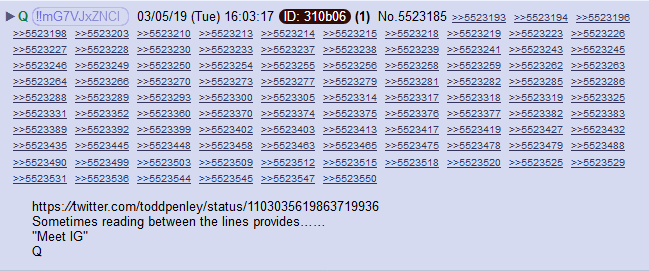 ▶ Q !!mG7VJxZNCI 03/05/19 (Tue) 16:03:17 ID: 310b06 (1) No.5523185 >>5523193 >>5523194 >>5523196
>>5523198 >>5523203 >>5523210 >>5523213 >>5523214 >>5523215 >>5523218 >>5523219 >>5523223 >>5523226
>>5523227 >>5523228 >>5523230 >>5523233 >>5523237 >>5523238 >>5523239 >>5523241 >>5523243 >>5523245
>>5523246 >>5523249 >>5523250 >>5523254 >>5523255 >>5523256 >>5523258 >>5523259 >>5523262 >>5523263
>>5523264 >>5523266 >>5523270 >>5523273 >>5523277 >>5523279 >>5523281 >>5523282 >>5523285 >>5523286
>>5523288 >>5523289 >>5523293 >>5523300 >>5523305 >>5523314 >>5523317 >>5523318 >>5523319 >>5523325
>>5523331 >>5523352 >>5523360 >>5523370 >>5523374 >>5523375 >>5523376 >>5523377 >>5523382 >>5523383
>>5523389 >>5523392 >>5523399 >>5523402 >>5523403 >>5523413 >>5523417 >>5523419 >>5523427 >>5523432
>>5523435 >>5523445 >>5523448 >>5523458 >>5523463 >>5523465 >>5523475 >>5523478 >>5523479 >>5523488
>>5523490 >>5523499 >>5523503 >>5523509 >>5523512 >>5523515 >>5523518 >>5523520 >>5523525 >>5523529
>>5523531 >>5523536 >>5523544 >>5523545 >>5523547 >>5523550
https://twitter.com/toddpenley/status/1103035619863719936
Sometimes reading between the lines provides……
"Meet IG"
Q